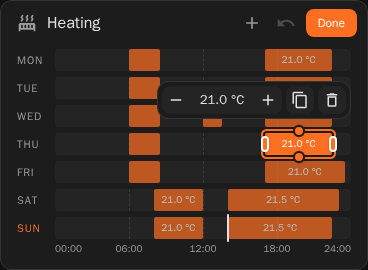 Heating
Done
MON 21.0 °C
TUE
21.0 °C
WED
THU 21.0 °C
FRI 21.0 °C
SAT 21.0 °C 21.5 °C
SUN 21.0 °C 21.5 °C
00:00 06:00 12:00 18:00 24:00